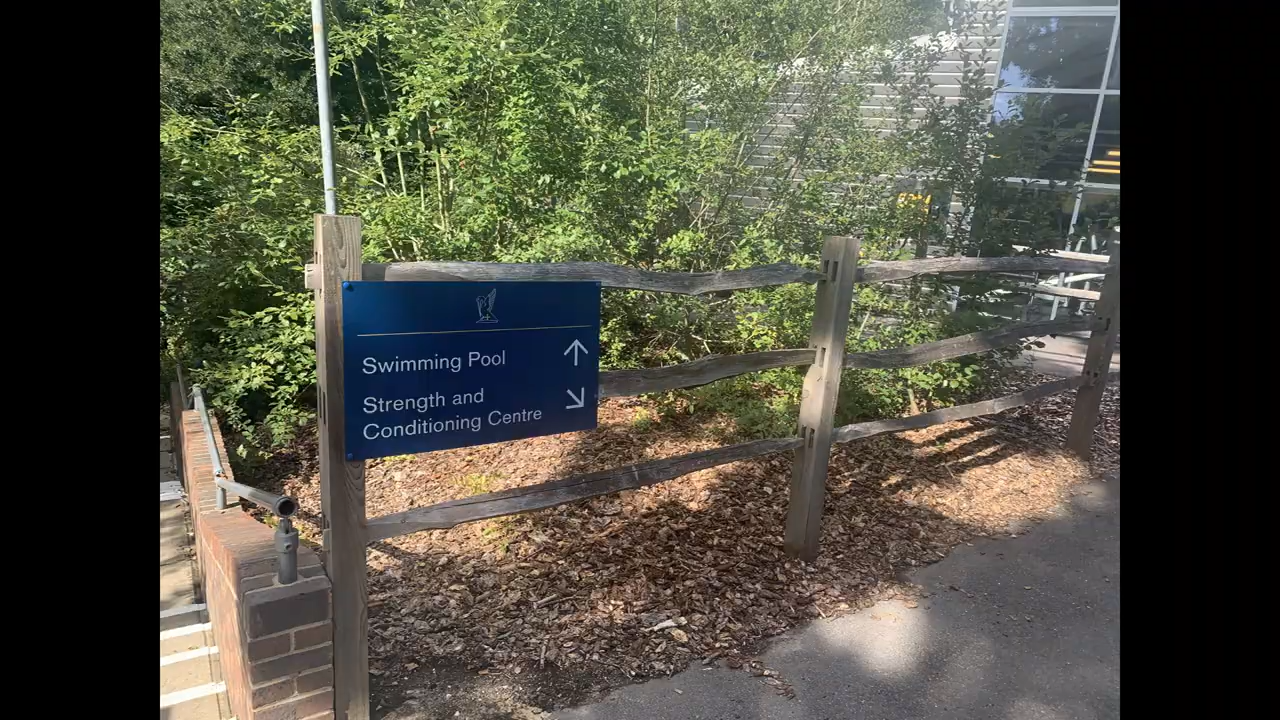 Swimming Pool ↑
Strength and
Conditioning Centre ↘